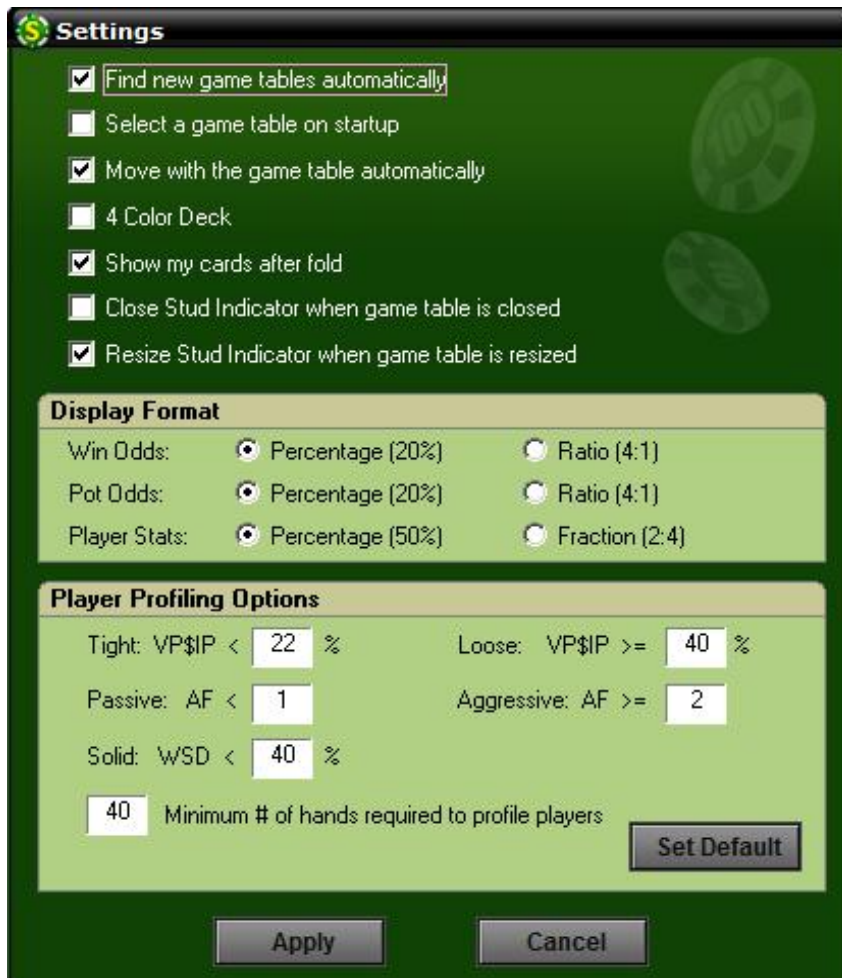 Settings
Find new game tables automatically
Select a game table on startup
Move with the game table automatically
4 Color Deck
Show my cards after fold
Close Stud Indicator when game table is closed
Resize Stud Indicator when game table is resized
Display Format
Win Odds: Percentage (20%) Ratio (4:1)
Pot Odds: Percentage (20%) Ratio (4:1)
Player Stats: Percentage (50%) Fraction (2:4)
Player Profiling Options
Tight: VP$IP < 22 % Loose: VP$IP >= 40 %
Passive: AF < 1 Aggressive: AF >= 2
Solid: WSD < 40 %
40 Minimum # of hands required to profile players
Set Default
Apply Cancel
100
S